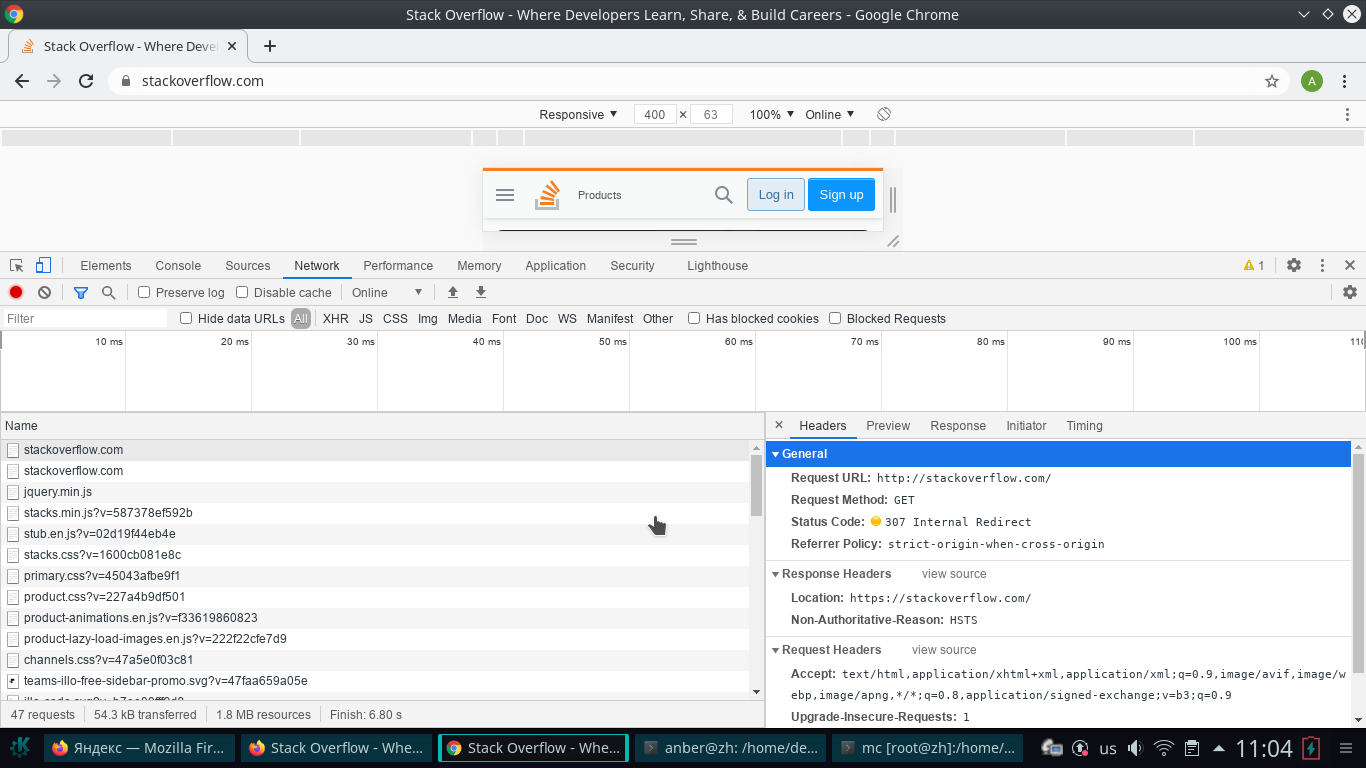 Stack Overflow - Where Developers Learn, Share, & Build Careers - Google Chrome
Stack Overflow - Where Devel
stackoverflow.com
A
Responsive 400 × 63 100% Online
Products Log in Sign up
Elements Console Sources Network Performance Memory Application Security Lighthouse 1
Preserve log Disable cache Online
Filter Hide data URLs All XHR JS CSS Img Media Font Doc WS Manifest Other Has blocked cookies Blocked Requests
10 ms 20 ms 30 ms 40 ms 50 ms 60 ms 70 ms 80 ms 90 ms 100 ms 110
Name
stackoverflow.com
stackoverflow.com
jquery.min.js
stacks.min.js?v=587378ef592b
stub.en.js?v=02d19f44eb4e
stacks.css?v=1600cb081e8c
primary.css?v=45043afbe9f1
product.css?v=227a4b9df501
product-animations.en.js?v=f33619860823
product-lazy-load-images.en.js?v=222f22cfe7d9
channels.css?v=47a5e0f03c81
teams-illo-free-sidebar-promo.svg?v=47faa659a05e
47 requests 54.3 kB transferred 1.8 MB resources Finish: 6.80 s
× Headers Preview Response Initiator Timing
General
Request URL: http://stackoverflow.com/
Request Method: GET
Status Code: 307 Internal Redirect
Referrer Policy: strict-origin-when-cross-origin
Response Headers view source
Location: https://stackoverflow.com/
Non-Authoritative-Reason: HSTS
Request Headers view source
Accept: text/html,application/xhtml+xml,application/xml;q=0.9,image/avif,image/w
ebp,image/apng,*/*;q=0.8,application/signed-exchange;v=b3;q=0.9
Upgrade-Insecure-Requests: 1
Яндекс — Mozilla Fir... Stack Overflow - Whe... Stack Overflow - Whe... anber@zh: /home/de... mc [root@zh]:/home/... us 11:04